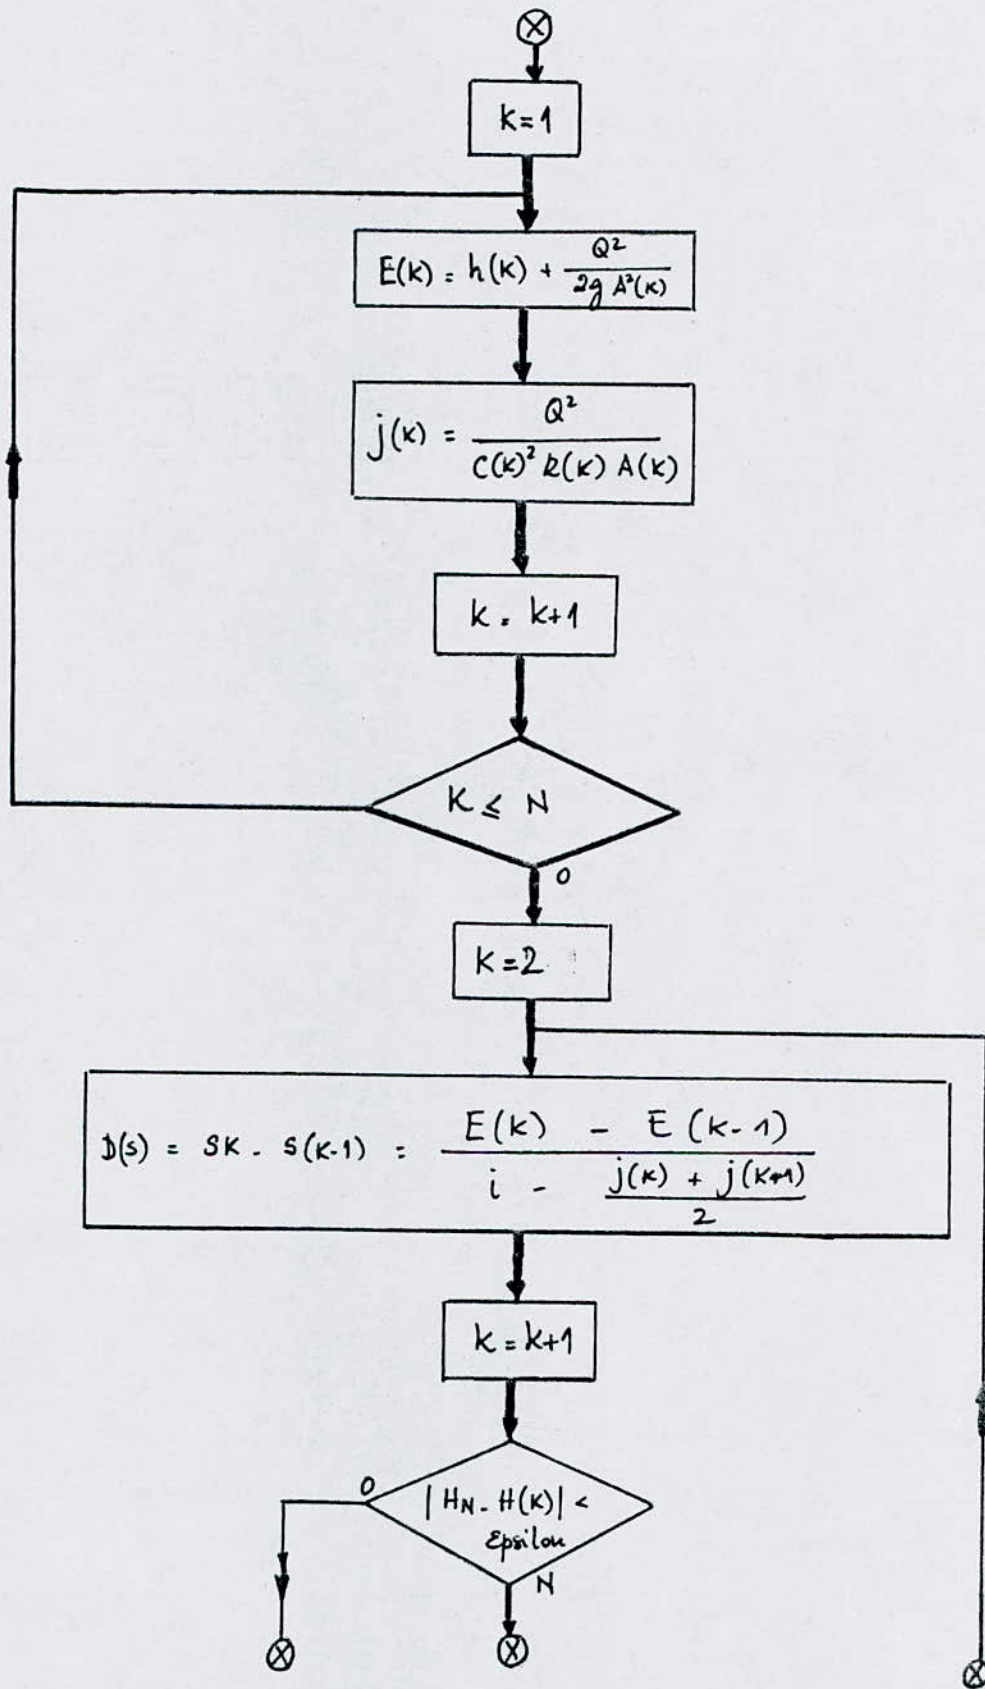 K=1
E(K) = h(K) + Q² / 2g A²(K)
j(K) = Q² / C(K)² R(K) A(K)
K = K+1
K ≤ N
O
K=2
D(s) = SK - S(K-1) = E(K) - E(K-1) / i - j(K) + j(K+1) / 2
K = K+1
O
| HN - H(K) | <
Epsilon
N